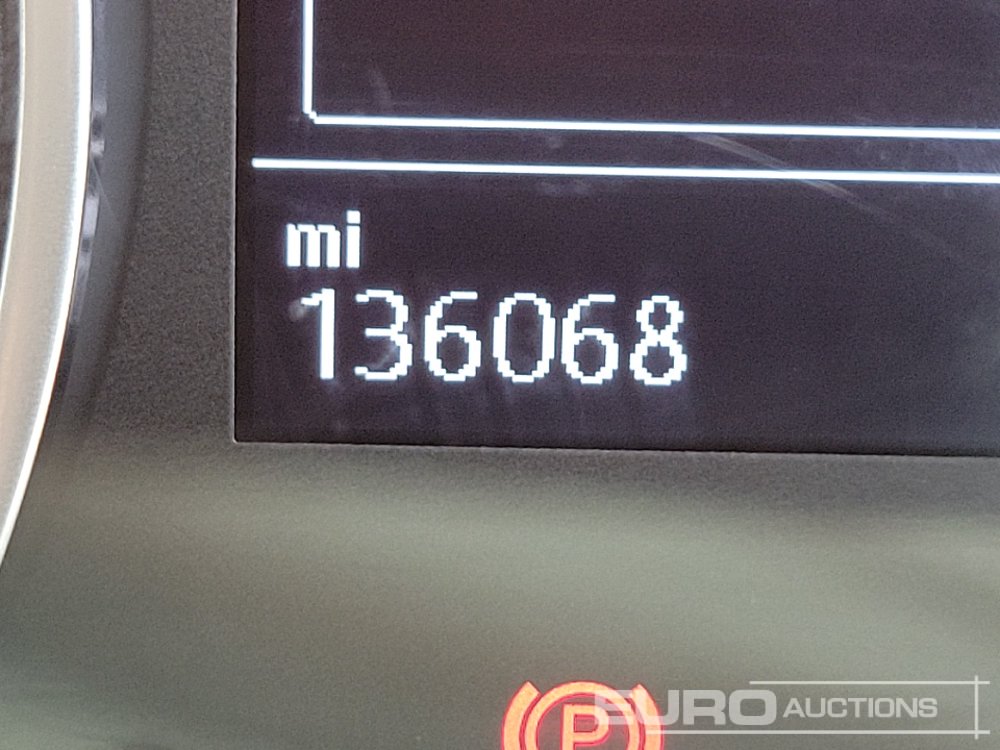 mi
136068
P
EURO AUCTIONS